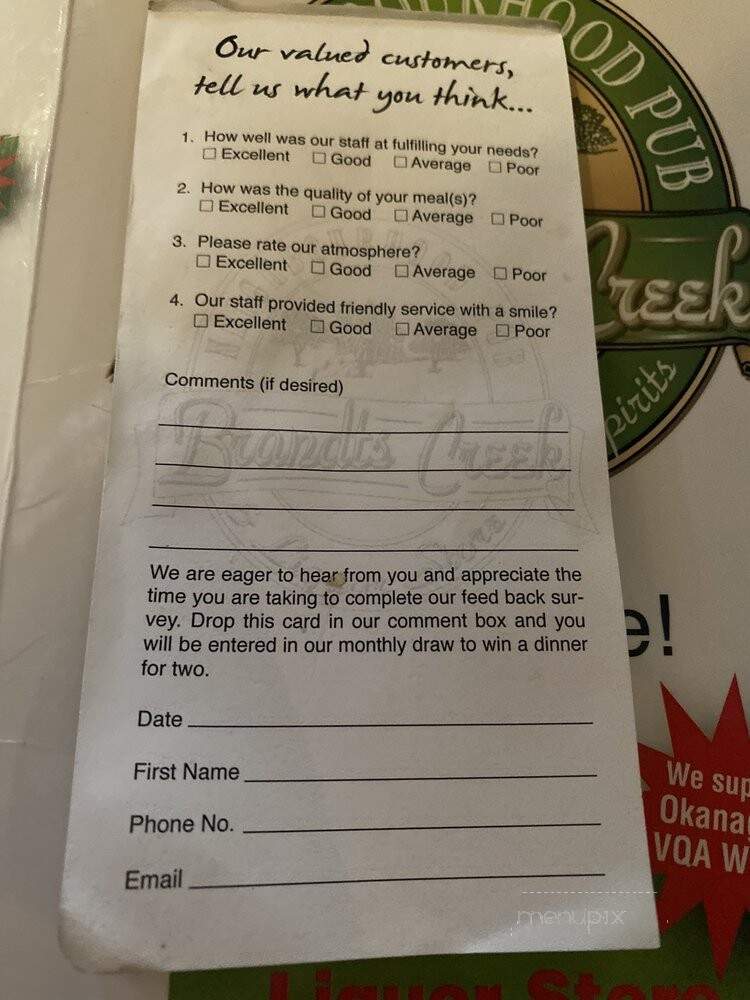 Our valued customers,
tell us what you think...
1. How well was our staff at fulfilling your needs?
☐ Excellent ☐ Good ☐ Average ☐ Poor
2. How was the quality of your meal(s)?
☐ Excellent ☐ Good ☐ Average ☐ Poor
3. Please rate our atmosphere?
☐ Excellent ☐ Good ☐ Average ☐ Poor
4. Our staff provided friendly service with a smile?
☐ Excellent ☐ Good ☐ Average ☐ Poor
Comments (if desired)
Brandts Creek
We are eager to hear from you and appreciate the
time you are taking to complete our feed back sur-
vey. Drop this card in our comment box and you
will be entered in our monthly draw to win a dinner
for two.
Date
First Name
Phone No.
Email
OOD PUB
Creek
pirits
e!
We sup
Okana
VQA W
Liquor Store
menupix